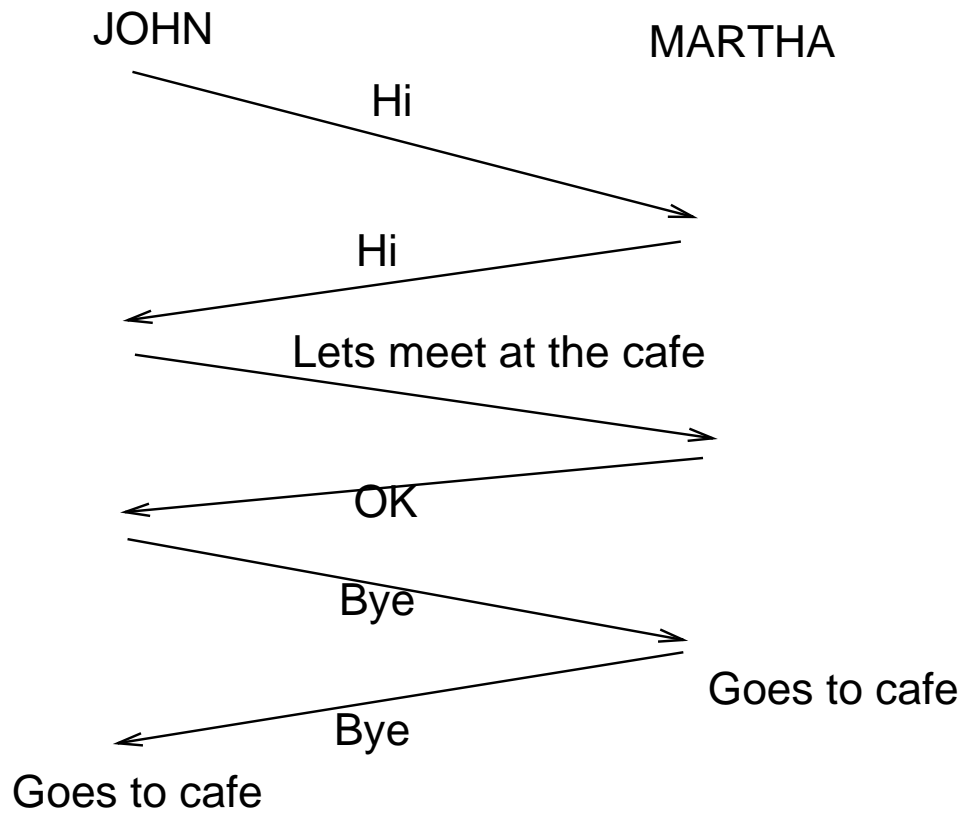 JOHN
MARTHA
Hi
Hi
Lets meet at the cafe
OK
Bye
Goes to cafe
Bye
Goes to cafe